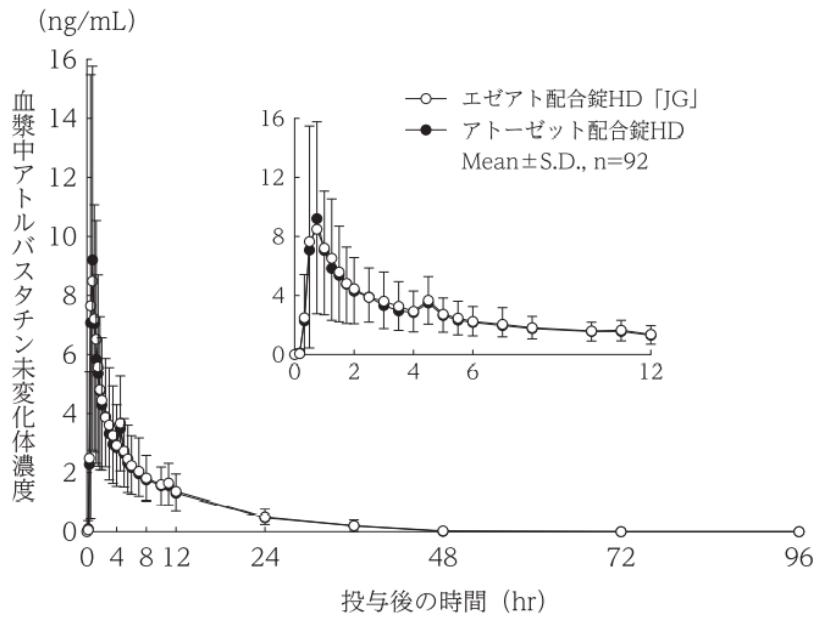 (ng/mL)
血漿中アトルバスタチン未変化体濃度
16
14
12
10
8
6
4
2
0
0 4 8 12 24 36 48 72 96
投与後の時間 (hr)
エゼアト配合錠HD「JG」
アトーゼット配合錠HD
Mean±S.D., n=92
16
12
8
4
0
0 2 4 6 12